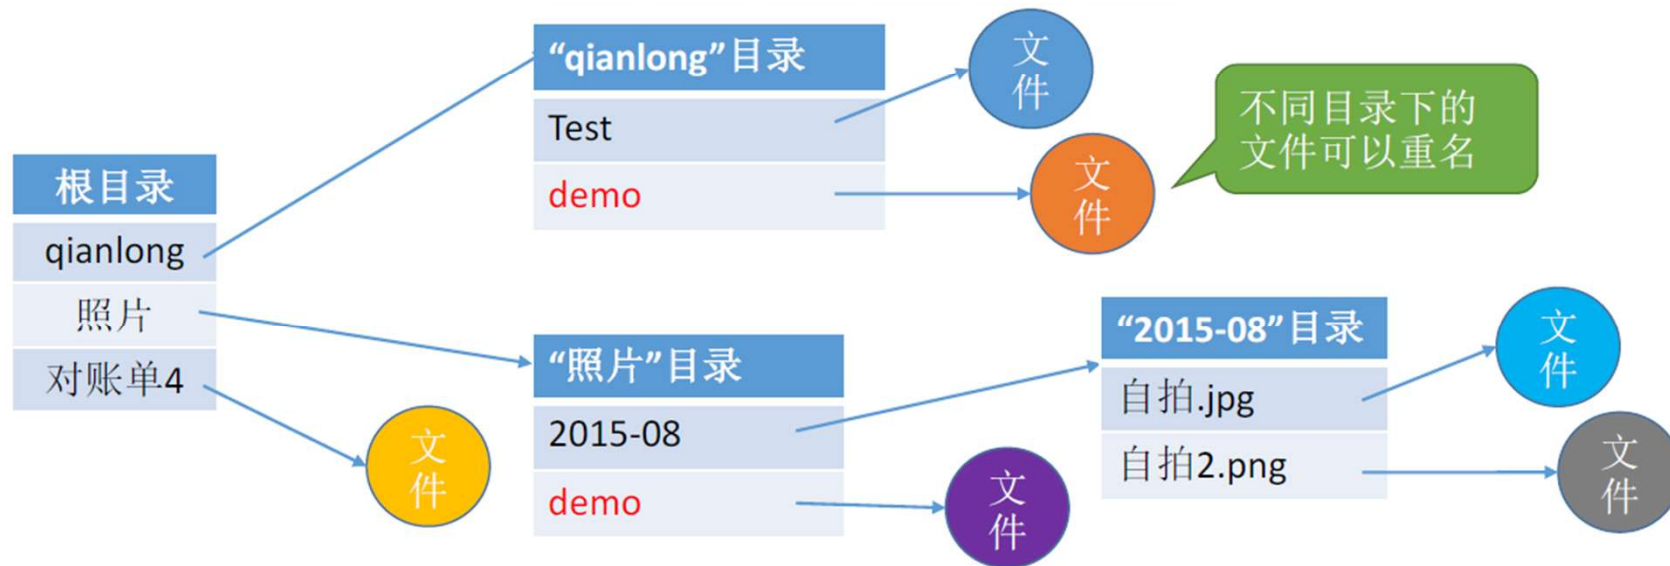 根目录
qianlong
照片
对账单4
文
件
“qianlong”目录
Test
demo
文
件
文
件
不同目录下的
文件可以重名
“照片”目录
2015-08
demo
文
件
“2015-08”目录
自拍.jpg
自拍2.png
文
件
文
件